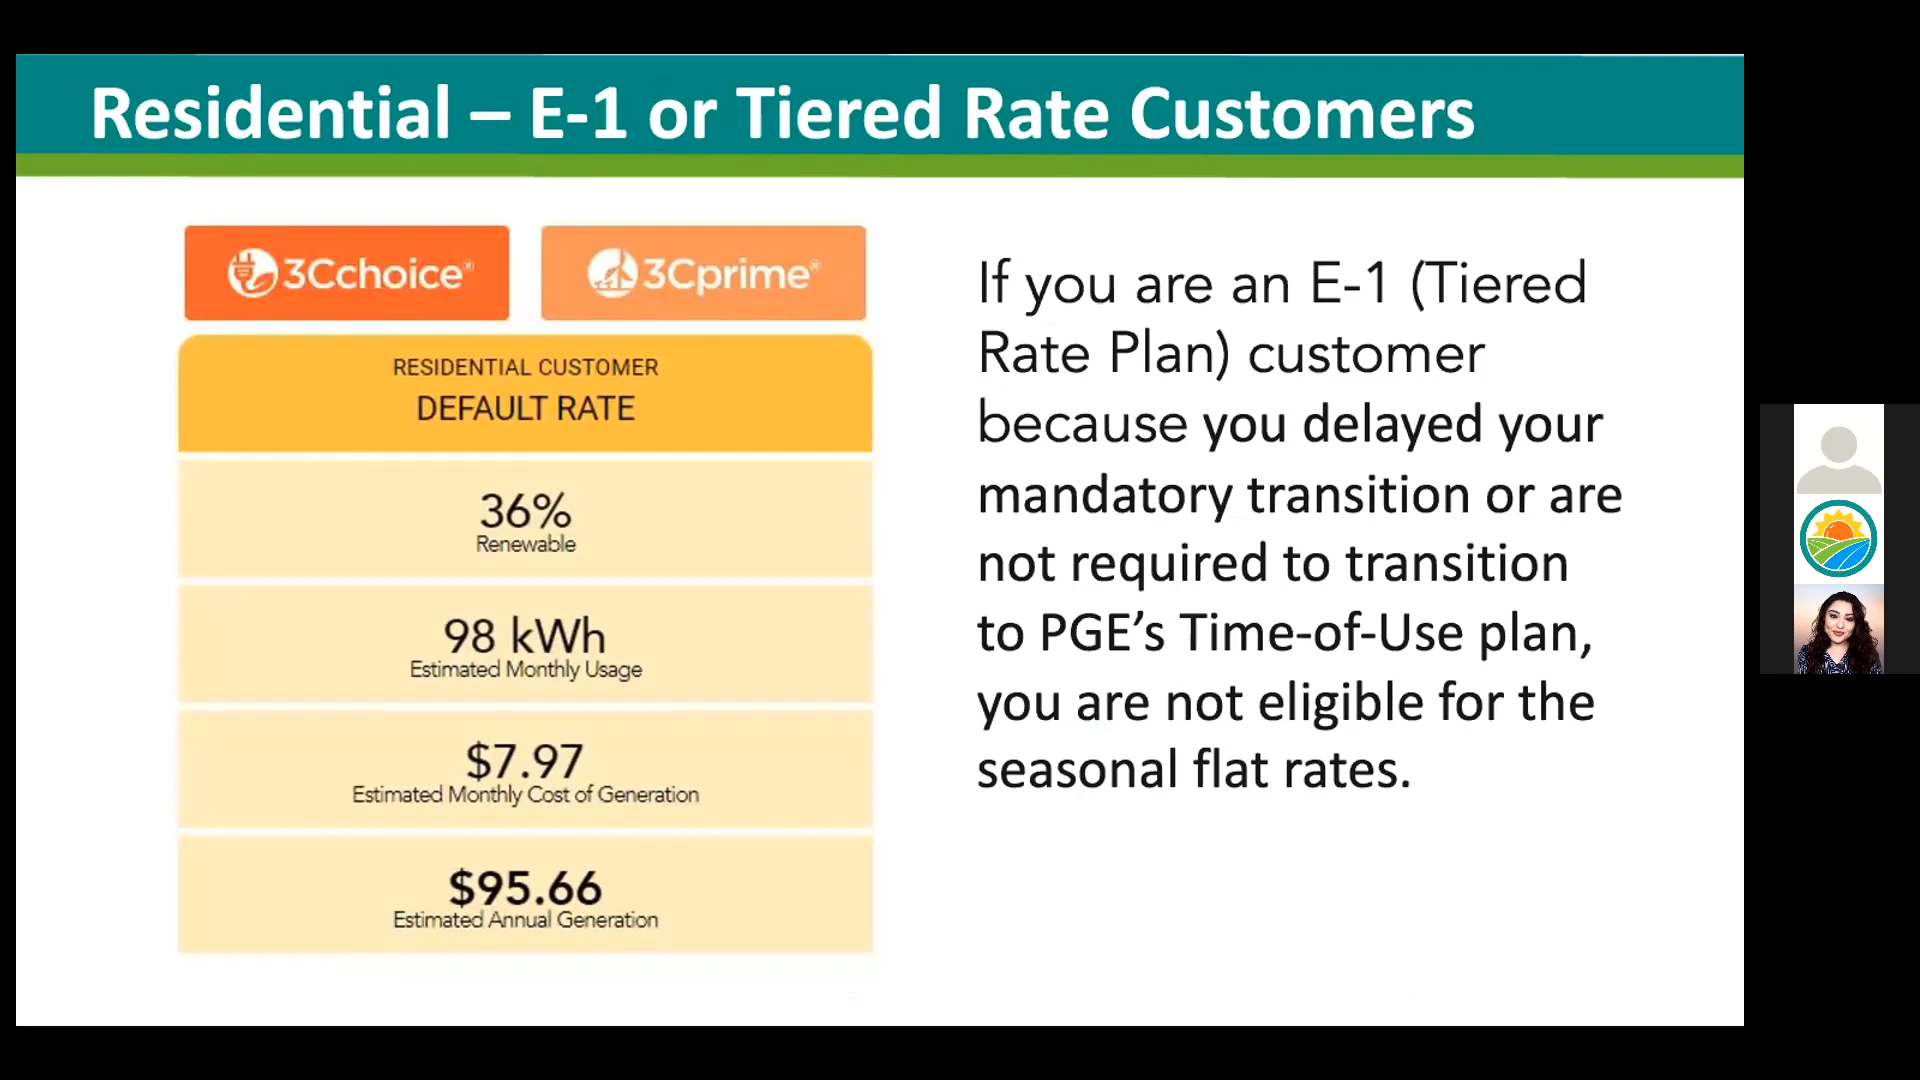 Residential – E-1 or Tiered Rate Customers
3Cchoice®
3Cprime®
RESIDENTIAL CUSTOMER
DEFAULT RATE
36%
Renewable
98 kWh
Estimated Monthly Usage
$7.97
Estimated Monthly Cost of Generation
$95.66
Estimated Annual Generation
If you are an E-1 (Tiered
Rate Plan) customer
because you delayed your
mandatory transition or are
not required to transition
to PGE’s Time-of-Use plan,
you are not eligible for the
seasonal flat rates.